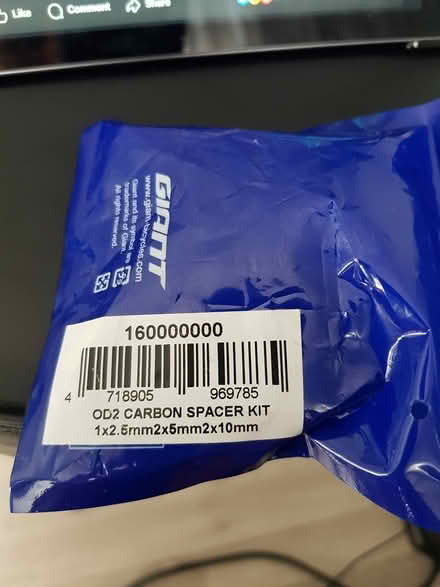 Like
Comment
Share
GIANT
www.giant-bicycles.com
Giant and its symbol are
trademarks of Giant.
All rights reserved.
160000000
4 718905 969785
OD2 CARBON SPACER KIT
1x2.5mm2x5mm2x10mm